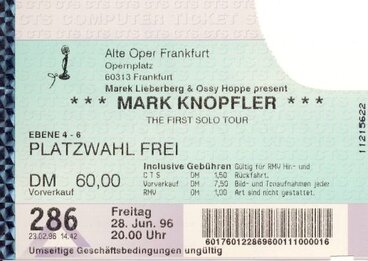 CTS COMPUTER TICKET S
Alte Oper Frankfurt
Opernplatz
60313 Frankfurt
Marek Lieberberg & Ossy Hoppe present
*** MARK KNOPFLER ***
THE FIRST SOLO TOUR
EBENE 4 - 6
PLATZWAHL FREI
DM 60,00
Vorverkauf
Inclusive Gebühren Gültig für RMV Hin- und
CTS DM 1,50 Rückfahrt.
Vorverkauf DM 7,50 Bild- und Tonaufnahmen jeder
RMV DM 1,00 Art sind nicht gestattet.
286 Freitag
28. Jun. 96
23.02.96 14.42 20.00 Uhr
601760122869600111000016
Umseitige Geschäftsbedingungen ungültig
11215622